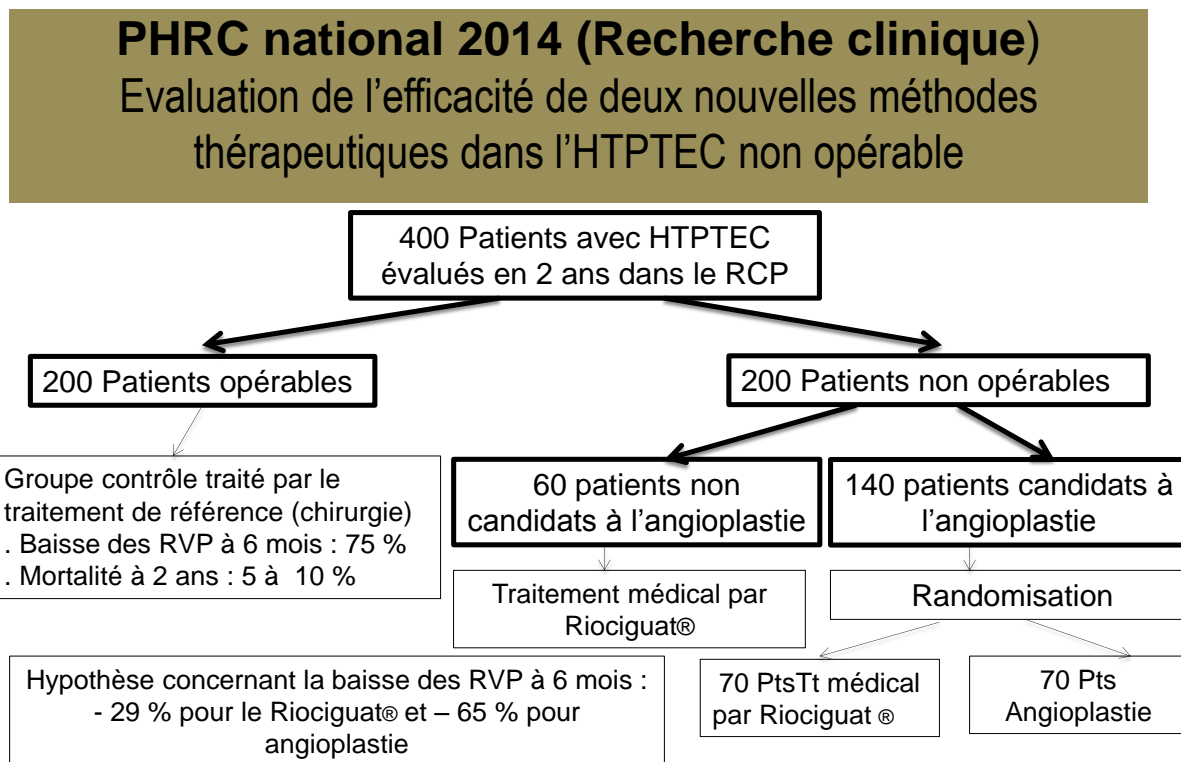 PHRC national 2014 (Recherche clinique)
Evaluation de l’efficacité de deux nouvelles méthodes
thérapeutiques dans l’HTPTEC non opérable
400 Patients avec HTPTEC
évalués en 2 ans dans le RCP
200 Patients opérables
200 Patients non opérables
Groupe contrôle traité par le
traitement de référence (chirurgie)
. Baisse des RVP à 6 mois : 75 %
. Mortalité à 2 ans : 5 à 10 %
60 patients non
candidats à l’angioplastie
140 patients candidats à
l’angioplastie
Traitement médical par
Riociguat®
Randomisation
Hypothèse concernant la baisse des RVP à 6 mois :
- 29 % pour le Riociguat® et – 65 % pour
angioplastie
70 PtsTt médical
par Riociguat ®
70 Pts
Angioplastie